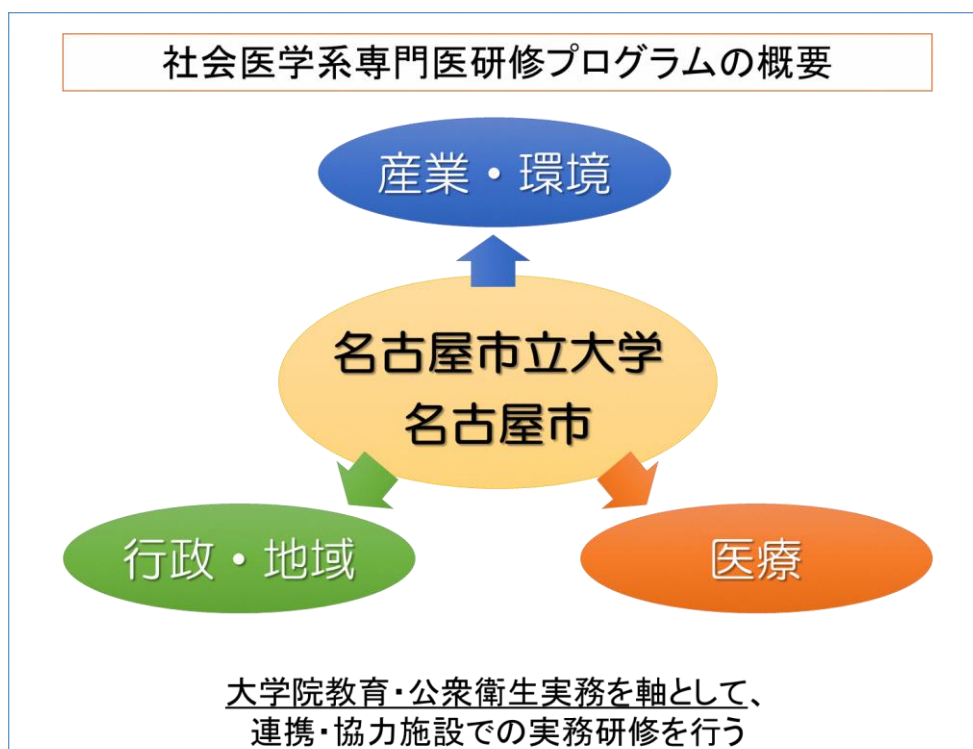 社会医学系専門医研修プログラムの概要
産業・環境
名古屋市立大学
名古屋市
行政・地域
医療
大学院教育・公衆衛生実務を軸として、
連携・協力施設での実務研修を行う